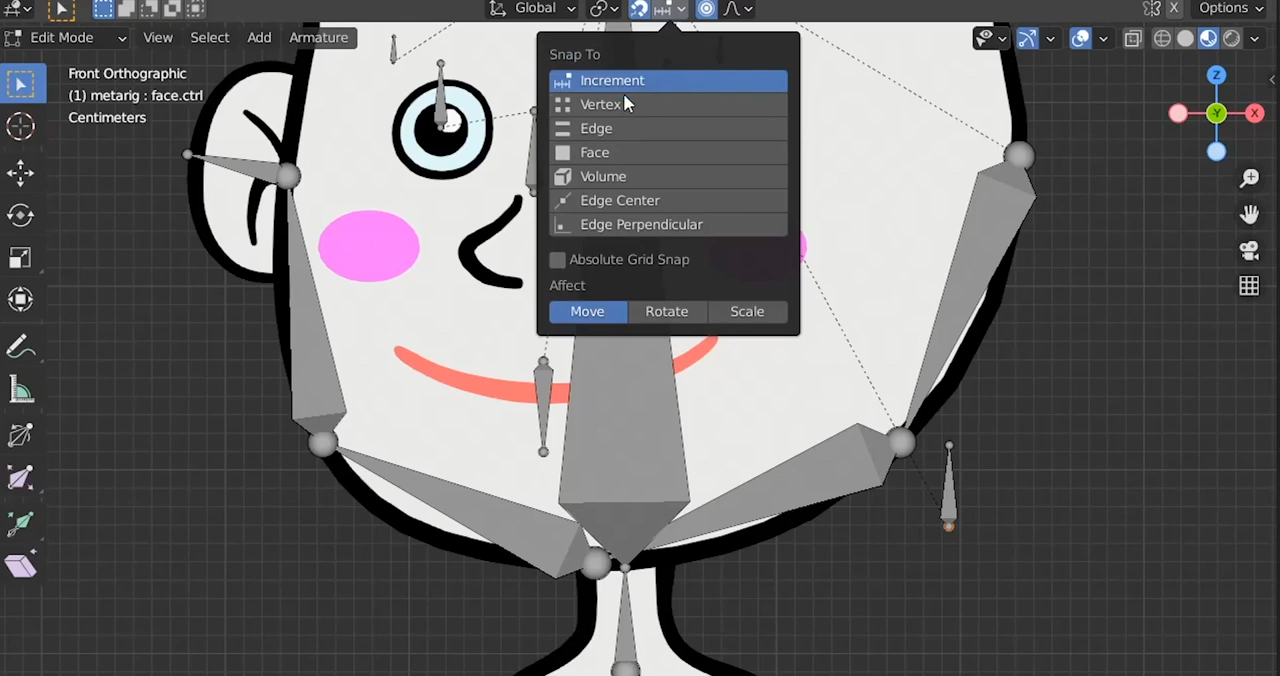 Global
X
Options
Edit Mode
View
Select
Add
Armature
Front Orthographic
(1) metarig : face.ctrl
Centimeters
Snap To
Increment
Vertex
Edge
Face
Volume
Edge Center
Edge Perpendicular
Absolute Grid Snap
Affect
Move
Rotate
Scale
Z
Y
X